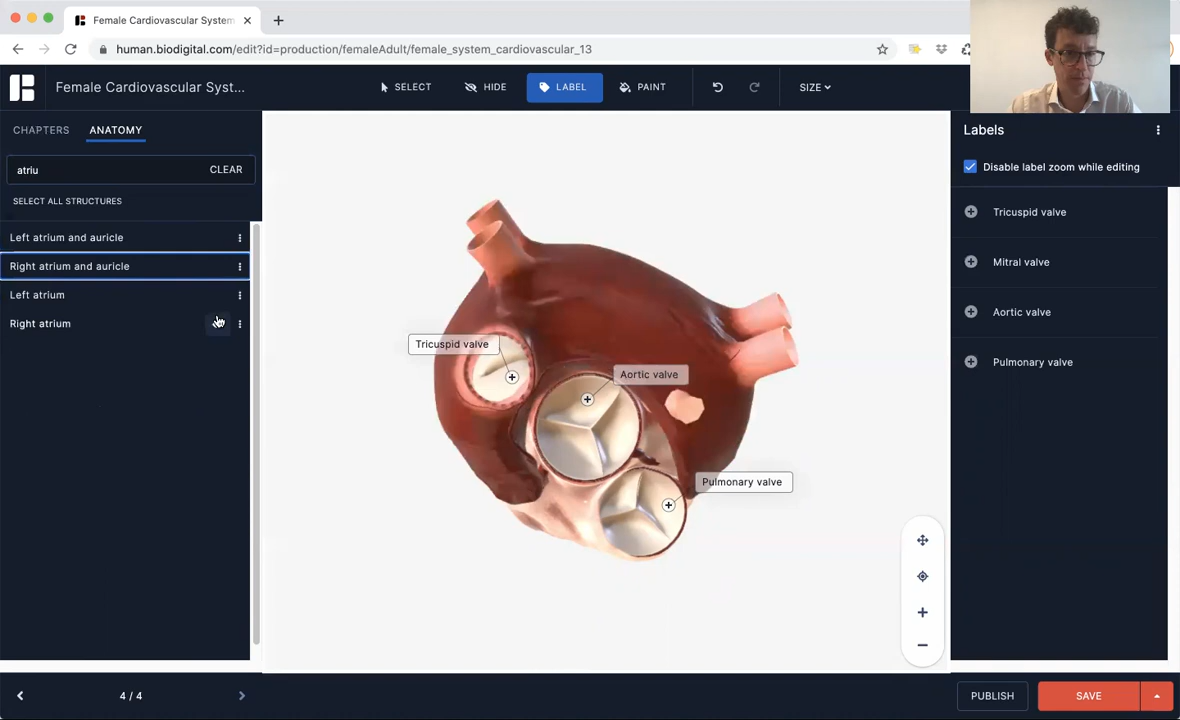 Female Cardiovascular System
human.biodigital.com/edit?id=production/femaleAdult/female_system_cardiovascular_13
Female Cardiovascular Syst...
SELECT
HIDE
LABEL
PAINT
SIZE
CHAPTERS
ANATOMY
atriu
CLEAR
SELECT ALL STRUCTURES
Left atrium and auricle
Right atrium and auricle
Left atrium
Right atrium
Tricuspid valve
Aortic valve
Pulmonary valve
Labels
Disable label zoom while editing
Tricuspid valve
Mitral valve
Aortic valve
Pulmonary valve
4 / 4
PUBLISH
SAVE